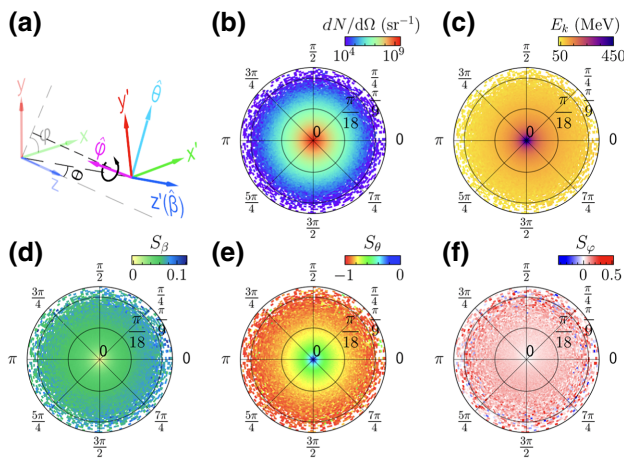 (a)
y
x
z
φ
θ
y'
θ̂
φ̂
x'
z'(β̂)
(b)
dN/dΩ (sr⁻¹)
10⁴ 10⁹
π/2
3π/4 π/4
π/9
π/18
π 0 0
5π/4 7π/4
3π/2
(c)
E_k (MeV)
50 450
π/2
3π/4 π/4
π/9
π/18
π 0 0
5π/4 7π/4
3π/2
(d)
S_β
0 0.1
π/2
3π/4 π/4
π/9
π/18
π 0 0
5π/4 7π/4
3π/2
(e)
S_θ
−1 0
π/2
3π/4 π/4
π/9
π/18
π 0 0
5π/4 7π/4
3π/2
(f)
S_φ
0 0.5
π/2
3π/4 π/4
π/9
π/18
π 0 0
5π/4 7π/4
3π/2